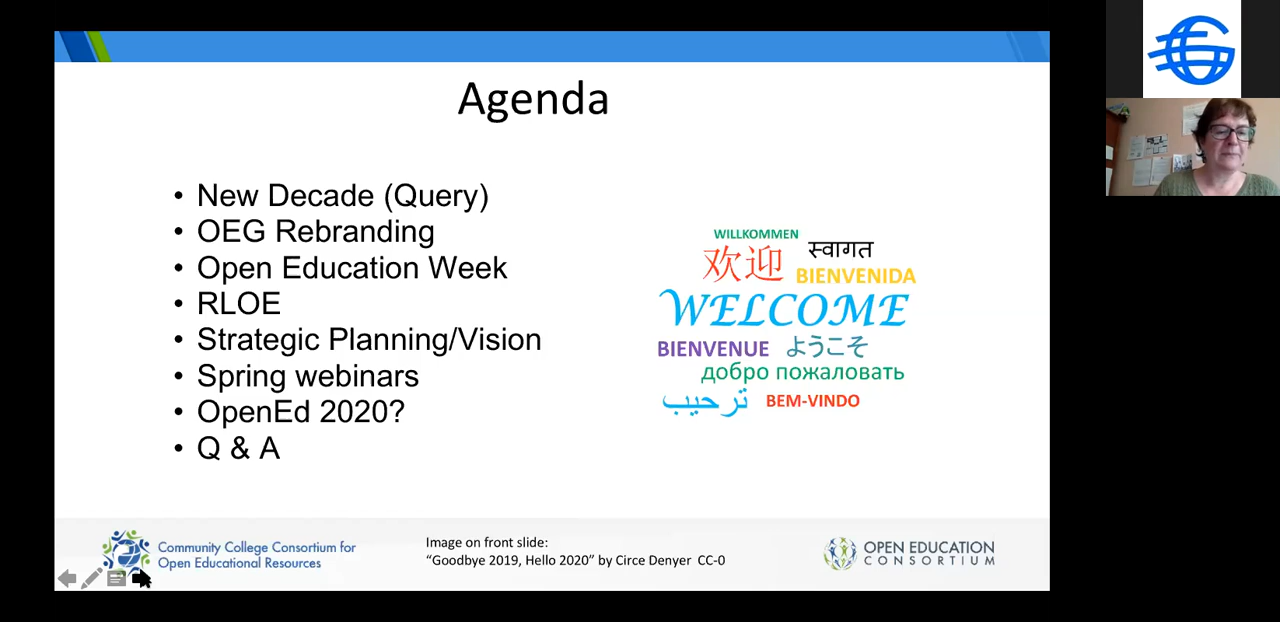 Agenda
• New Decade (Query)
• OEG Rebranding
• Open Education Week
• RLOE
• Strategic Planning/Vision
• Spring webinars
• OpenEd 2020?
• Q & A
WILLKOMMEN
欢迎 स्वागत
BIENVENIDA
WELCOME
BIENVENUE ようこそ
добро пожаловать
ترحيب BEM-VINDO
Community College Consortium for
Open Educational Resources
Image on front slide:
“Goodbye 2019, Hello 2020” by Circe Denyer CC-0
OPEN EDUCATION
CONSORTIUM